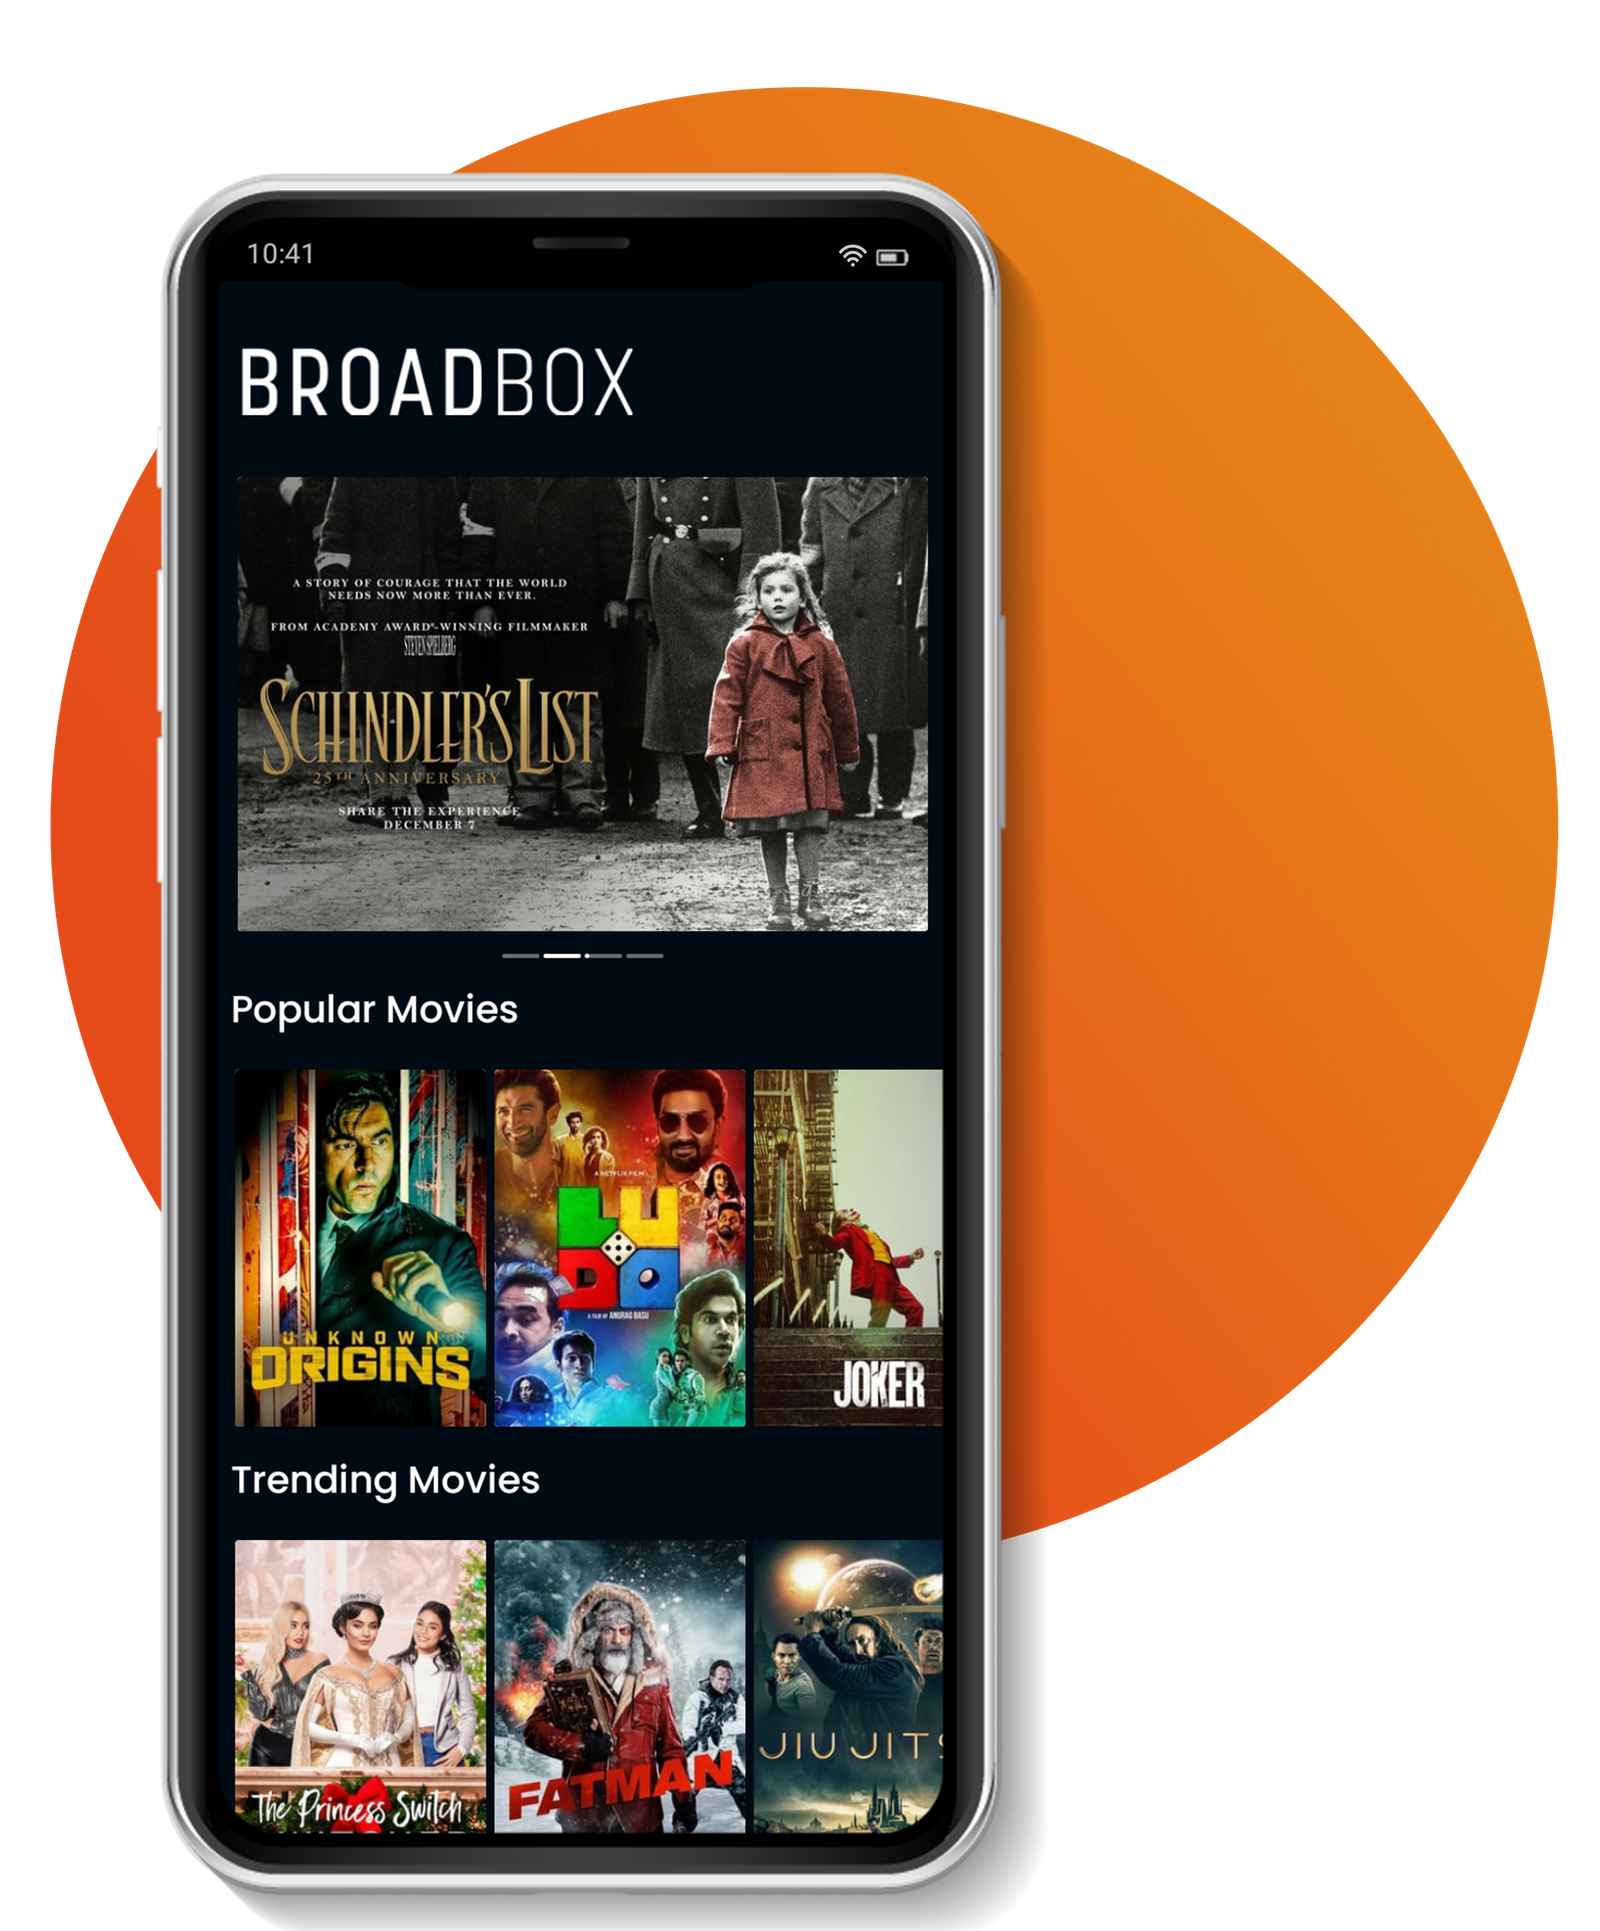 10:41
BROADBOX
A STORY OF COURAGE THAT THE WORLD
NEEDS NOW MORE THAN EVER.
FROM ACADEMY AWARD®-WINNING FILMMAKER
STEVEN SPIELBERG
SCHINDLER'S LIST
25TH ANNIVERSARY
SHARE THE EXPERIENCE
DECEMBER 7
Popular Movies
UNKNOWN
ORIGINS
A NETFLIX FILM
LUDO
A FILM BY ANURAG BASU
JOKER
Trending Movies
The Princess Switch
FATMAN
JIU JITS